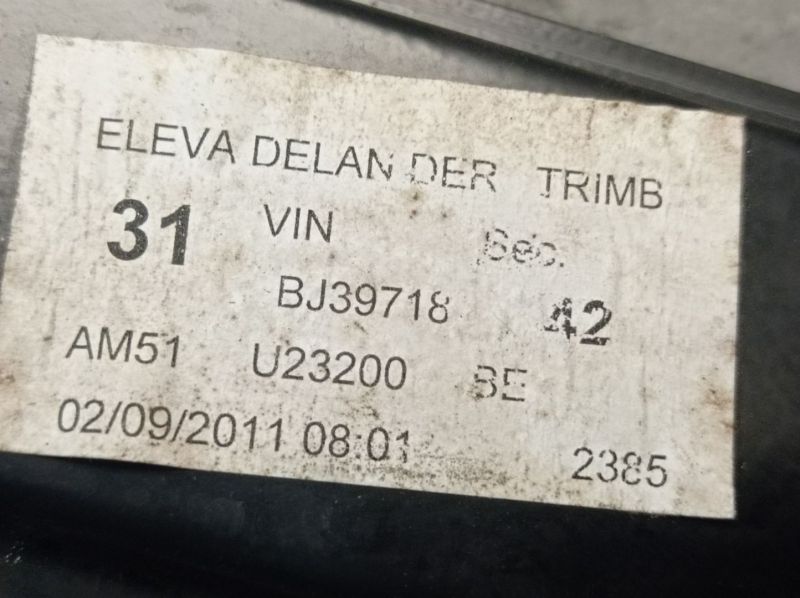 ELEVA DELAN DER TRIMB
31 VIN Sec.
BJ39718 42
AM51 U23200 BE
02/09/2011 08:01 2385